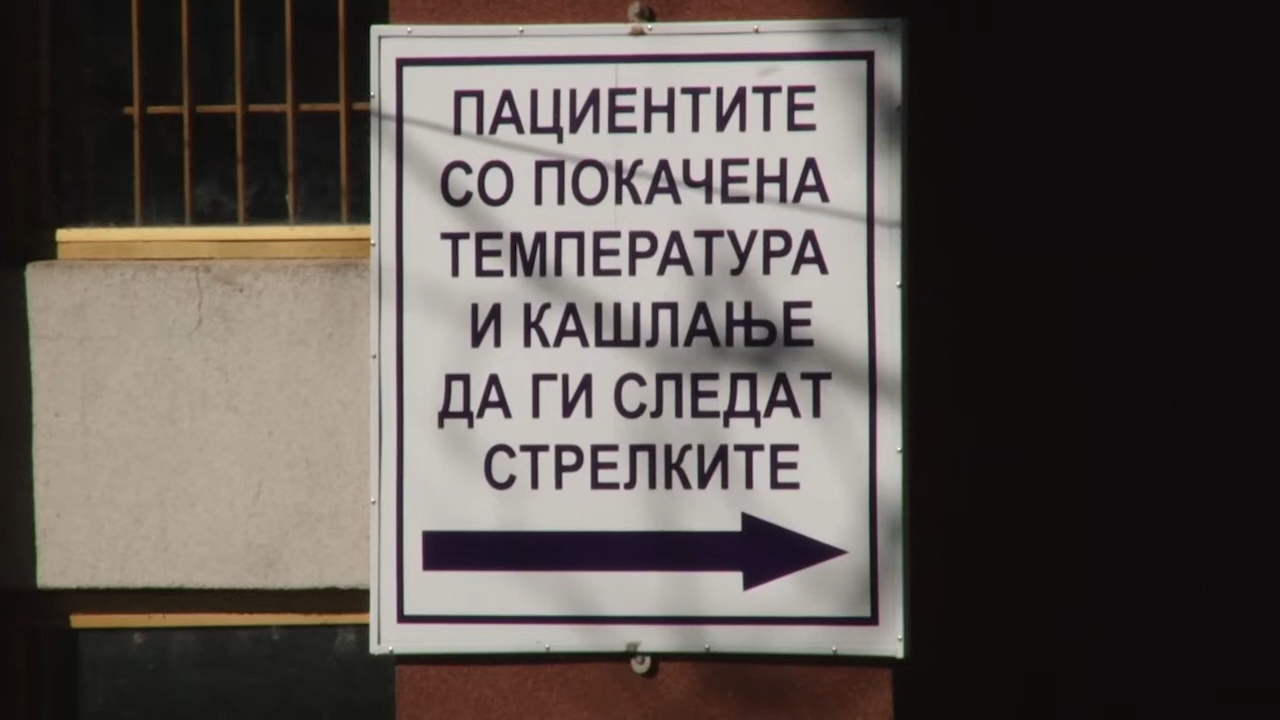 ПАЦИЕНТИТЕ
СО ПОКАЧЕНА
ТЕМПЕРАТУРА
И КАШЛАЊЕ
ДА ГИ СЛЕДАТ
СТРЕЛКИТЕ